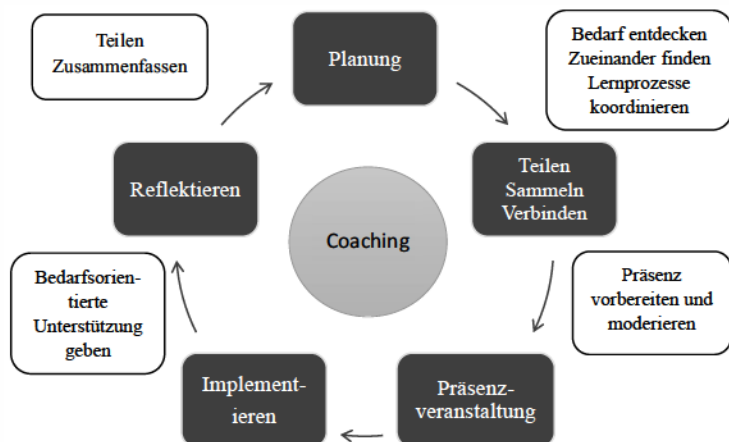 Teilen
Zusammenfassen
Planung
Bedarf entdecken
Zueinander finden
Lernprozesse
koordinieren
Reflektieren
Teilen
Sammeln
Verbinden
Coaching
Bedarfsorien-
tierte
Unterstützung
geben
Präsenz
vorbereiten und
moderieren
Implement-
ieren
Präsenz-
veranstaltung